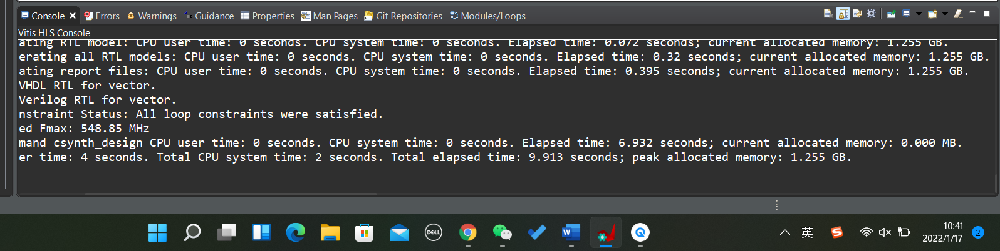 Console Errors Warnings Guidance Properties Man Pages Git Repositories Modules/Loops
Vitis HLS Console
ating RTL model: CPU user time: 0 seconds. CPU system time: 0 seconds. Elapsed time: 0.072 seconds; current allocated memory: 1.255 GB.
erating all RTL models: CPU user time: 0 seconds. CPU system time: 0 seconds. Elapsed time: 0.32 seconds; current allocated memory: 1.255 GB.
ating report files: CPU user time: 0 seconds. CPU system time: 0 seconds. Elapsed time: 0.395 seconds; current allocated memory: 1.255 GB.
VHDL RTL for vector.
Verilog RTL for vector.
nstraint Status: All loop constraints were satisfied.
ed Fmax: 548.85 MHz
mand csynth_design CPU user time: 0 seconds. CPU system time: 0 seconds. Elapsed time: 6.932 seconds; current allocated memory: 0.000 MB.
er time: 4 seconds. Total CPU system time: 2 seconds. Total elapsed time: 9.913 seconds; peak allocated memory: 1.255 GB.
DELL
W
英
S
10:41
2022/1/17
2